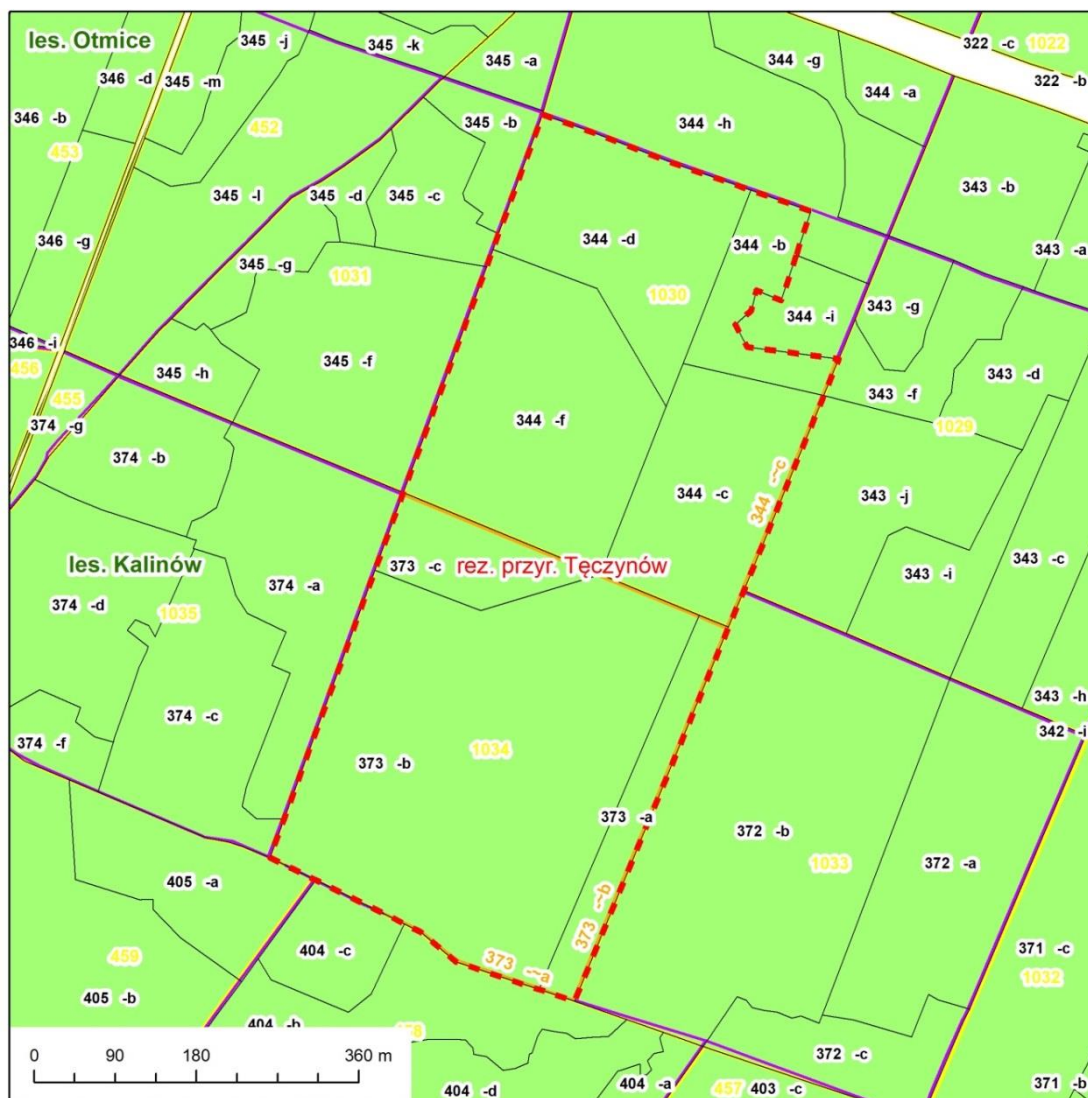 les. Otmice
345 -j
345 -k
345 -a
344 -g
322 -c
1022
322 -b
346 -d
345 -m
344 -a
346 -b
452
345 -b
344 -h
453
343 -b
345 -l
345 -d
345 -c
346 -g
344 -d
344 -b
343 -a
345 -g
1031
1030
343 -g
344 -i
346 -i
345 -f
456
345 -h
343 -d
455
343 -f
374 -g
344 -f
1029
374 -b
344 -c
344 -~c
343 -j
les. Kalinów
373 -c
rez. przyr. Tęczynów
343 -c
374 -a
343 -i
374 -d
1035
343 -h
374 -c
342 -i
374 -f
1034
373 -b
373 -a
372 -b
1033
372 -a
405 -a
373 -~b
404 -c
371 -c
459
373 -~a
1032
405 -b
404 -b
372 -c
0 90 180 360 m
404 -d
404 -a
457
403 -c
371 -b